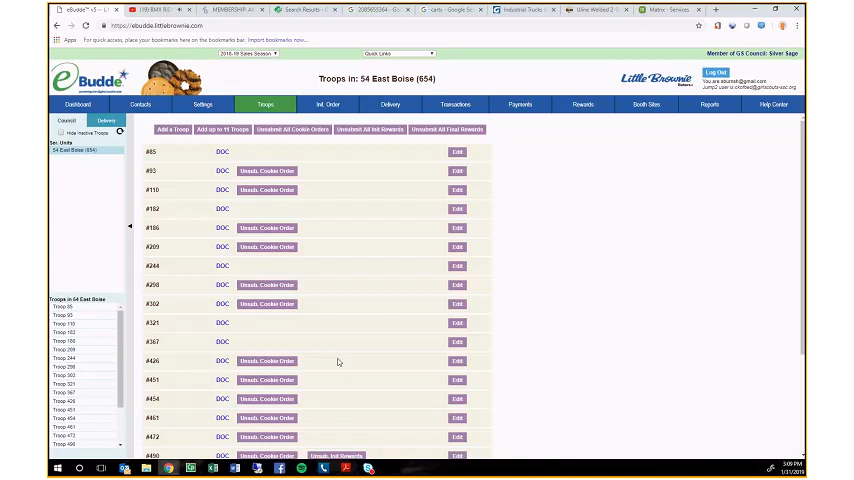 eBudde™ v5 -- Li
(19) BMX RID
MEMBERSHIP: Al
Search Results - C
2085655364 - Go
carts - Google Se
Industrial Trucks I
Uline Welded 2
Matrix - Services
https://ebudde.littlebrownie.com
Apps For quick access, place your bookmarks here on the bookmarks bar. Import bookmarks now...
2018-19 Sales Season
Quick Links
Member of GS Council: Silver Sage
eBudde
Troops in: 54 East Boise (654)
Little Brownie
Bakers
Log Out
You are eburrish@gmail.com
Dashboard Contacts Settings Troops Init. Order Delivery Transactions Payments Rewards Booth Sites Reports Help Center
Council Delivery
Hide Inactive Troops
Ser. Units
54 East Boise (654)
Add a Troop Add up to 11 Troops Unsubmit All Cookie Orders Unsubmit All Init Rewards Unsubmit All Final Rewards
#85 DOC Edit
#93 DOC Unsub. Cookie Order Edit
#110 DOC Unsub. Cookie Order Edit
#182 DOC Edit
#186 DOC Unsub. Cookie Order Edit
#209 DOC Unsub. Cookie Order Edit
#244 DOC Edit
#298 DOC Unsub. Cookie Order Edit
#302 DOC Unsub. Cookie Order Edit
#321 DOC Edit
#367 DOC Edit
#426 DOC Unsub. Cookie Order Edit
#451 DOC Unsub. Cookie Order Edit
#454 DOC Unsub. Cookie Order Edit
#461 DOC Unsub. Cookie Order Edit
#472 DOC Unsub. Cookie Order Edit
#490 DOC Unsub. Cookie Order Unsub. Init Rewards Edit
Troops in 54 East Boise
Troop 85
Troop 93
Troop 110
Troop 182
Troop 186
Troop 209
Troop 244
Troop 298
Troop 302
Troop 321
Troop 367
Troop 426
Troop 451
Troop 454
Troop 461
Troop 472
Troop 490
3:09 PM
1/31/2019